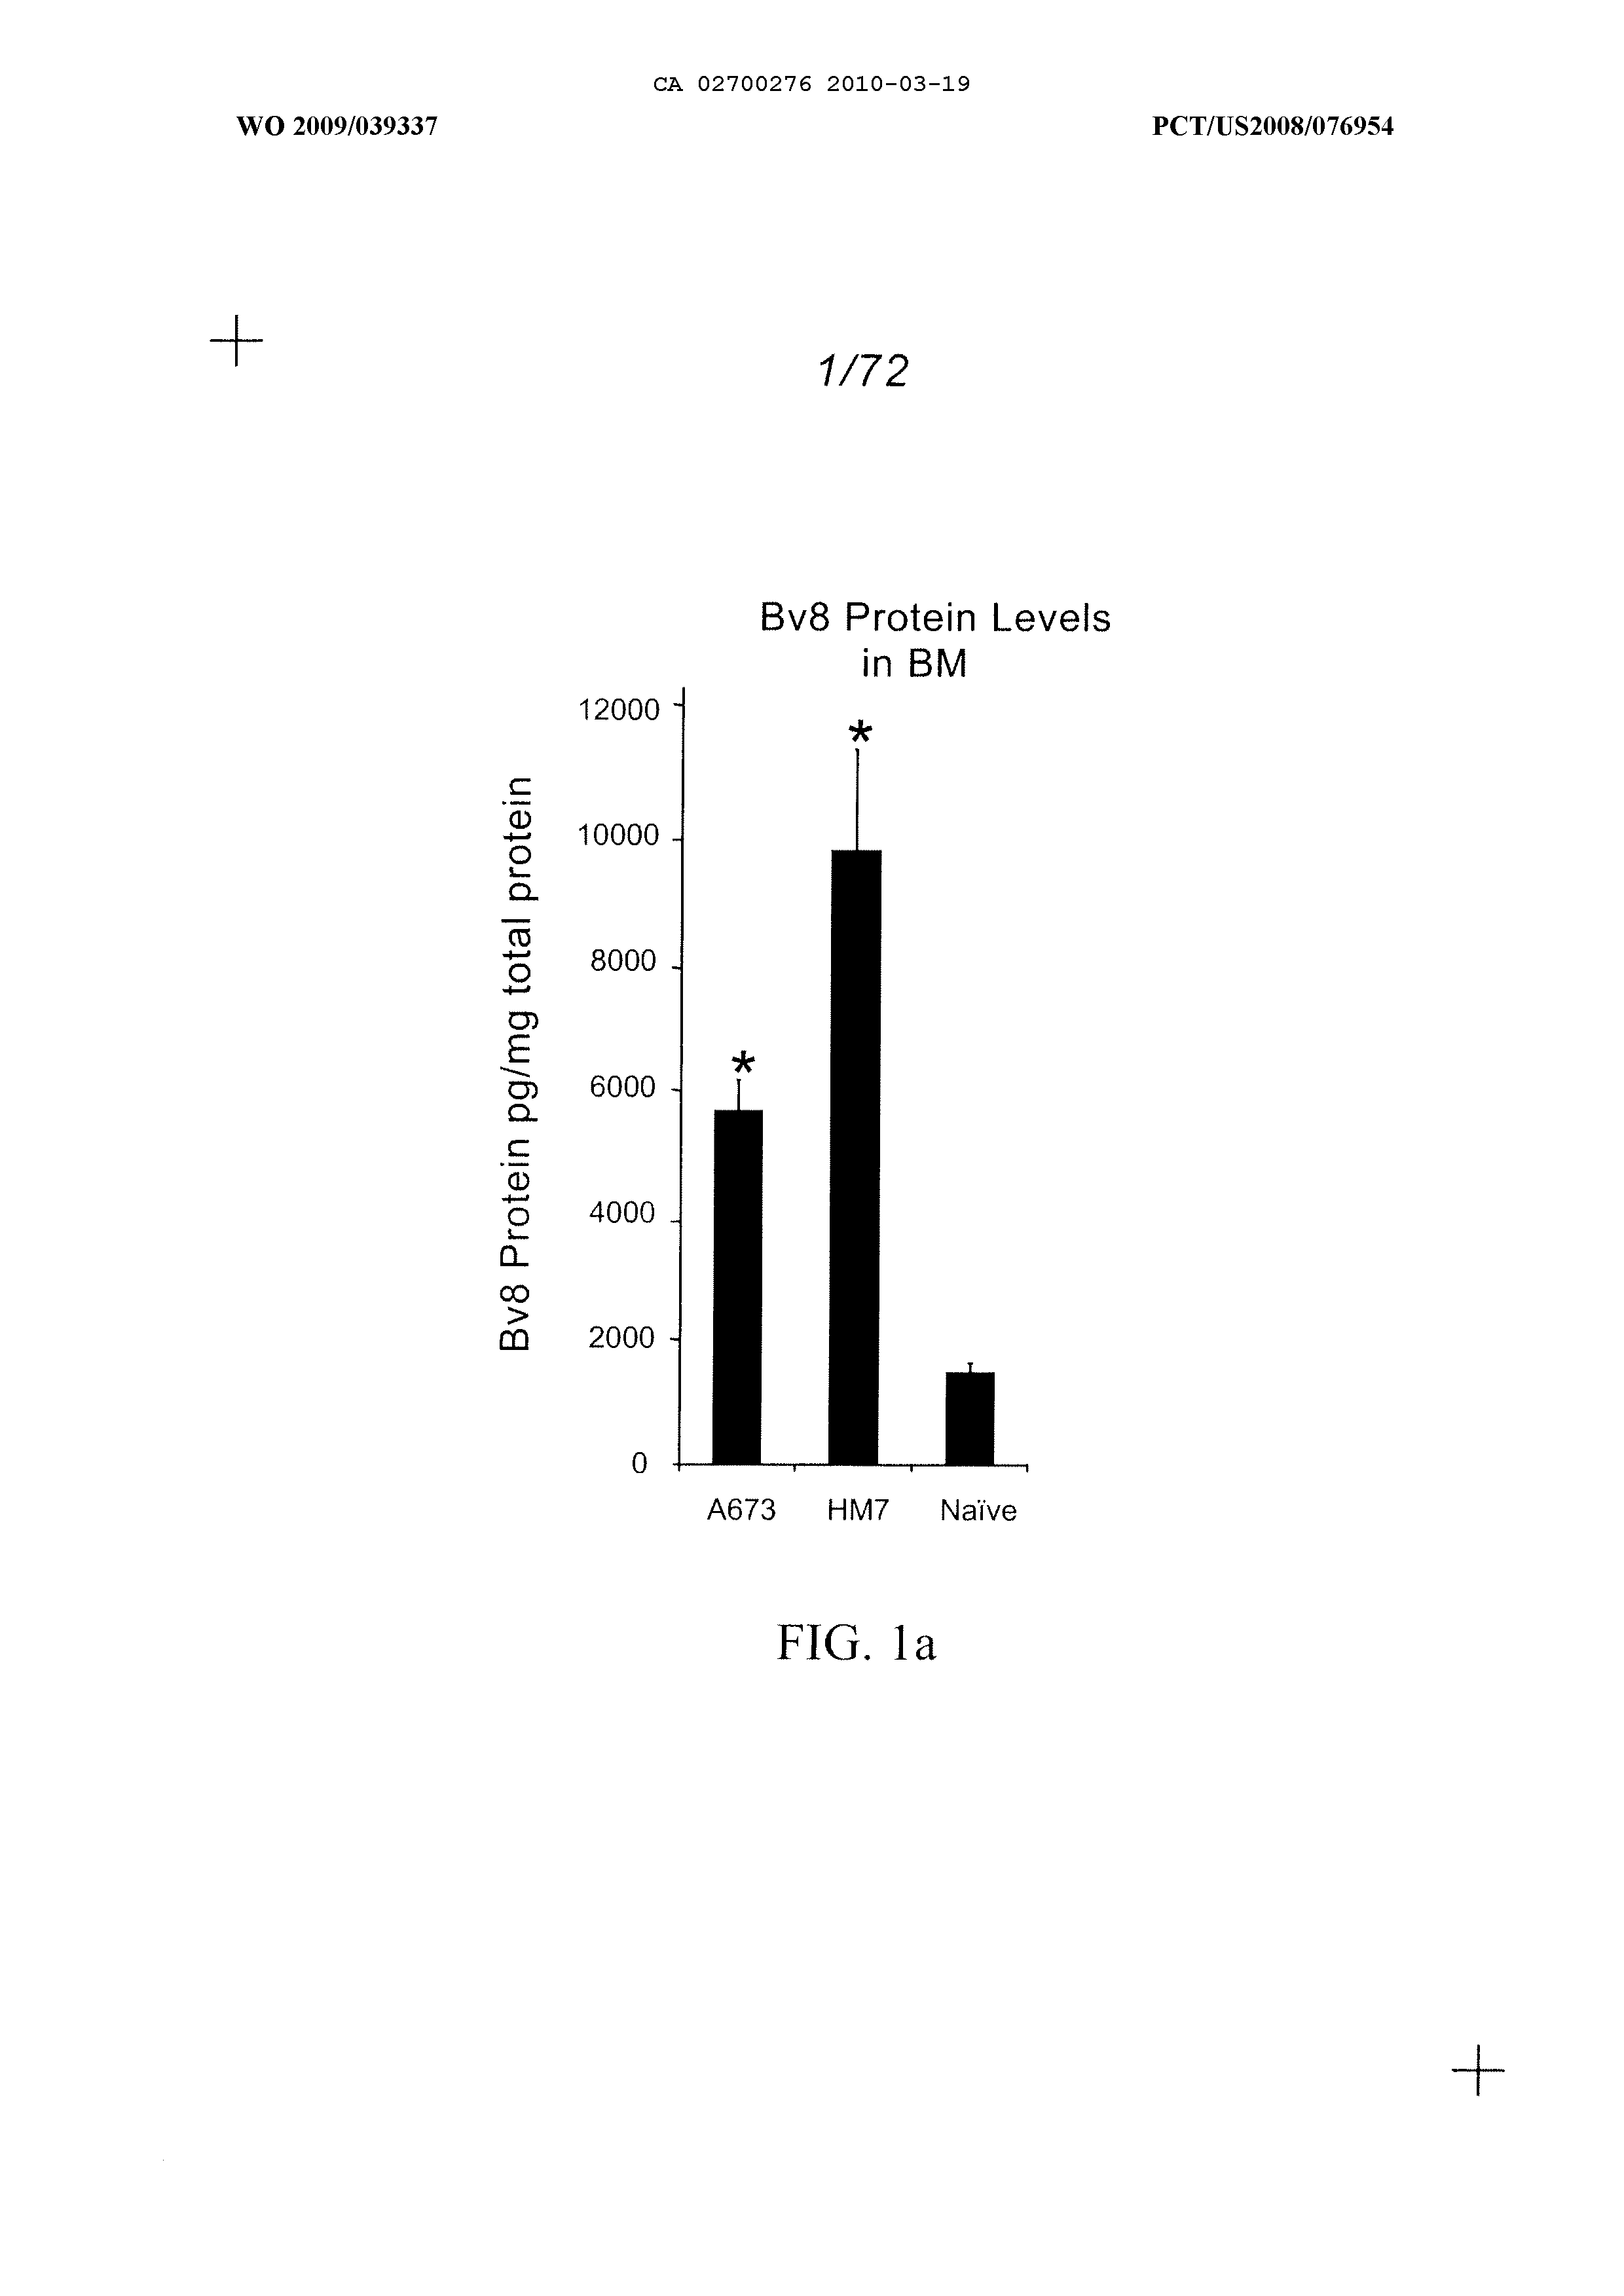 CA 02700276 2010-03-19
WO 2009/039337
PCT/US2008/076954
1/72
Bv8 Protein Levels
in BM
Bv8 Protein pg/mg total protein
12000
10000
8000
6000
4000
2000
0
*
*
A673 HM7 Naïve
FIG. 1a